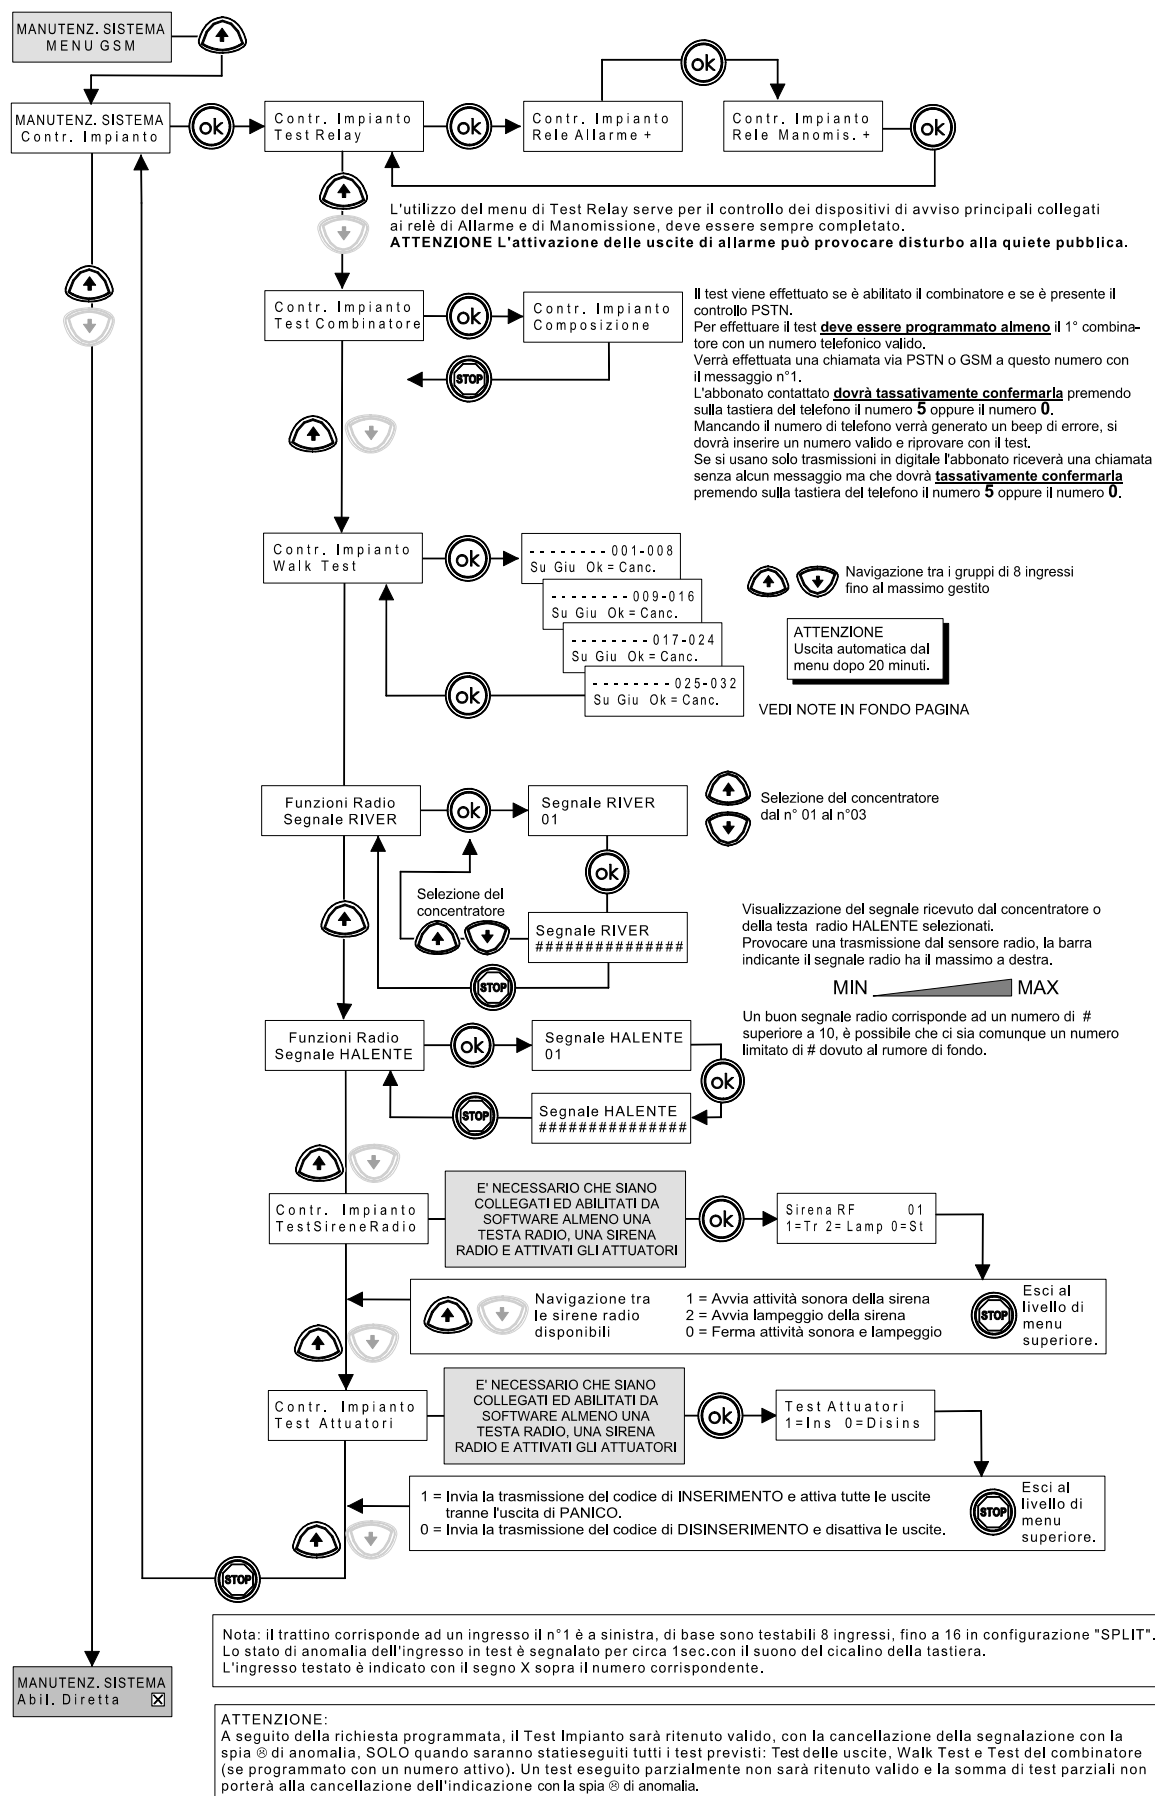 MANUTENZ. SISTEMA
MENU GSM
MANUTENZ. SISTEMA
Contr. Impianto
ok
Contr. Impianto
Test Relay
ok
Contr. Impianto
Rele Allarme +
ok
Contr. Impianto
Rele Manomis. +
ok
L'utilizzo del menu di Test Relay serve per il controllo dei dispositivi di avviso principali collegati
ai relè di Allarme e di Manomissione, deve essere sempre completato.
ATTENZIONE L'attivazione delle uscite di allarme può provocare disturbo alla quiete pubblica.
Contr. Impianto
Test Combinatore
ok
Contr. Impianto
Composizione
STOP
Il test viene effettuato se è abilitato il combinatore e se è presente il
controllo PSTN.
Per effettuare il test deve essere programmato almeno il 1° combina-
tore con un numero telefonico valido.
Verrà effettuata una chiamata via PSTN o GSM a questo numero con
il messaggio n°1.
L'abbonato contattato dovrà tassativamente confermarla premendo
sulla tastiera del telefono il numero 5 oppure il numero 0.
Mancando il numero di telefono verrà generato un beep di errore, si
dovrà inserire un numero valido e riprovare con il test.
Se si usano solo trasmissioni in digitale l'abbonato riceverà una chiamata
senza alcun messaggio ma che dovrà tassativamente confermarla
premendo sulla tastiera del telefono il numero 5 oppure il numero 0.
Contr. Impianto
Walk Test
ok
- - - - - - - - 001-008
Su Giu Ok = Canc.
- - - - - - - - 009-016
Su Giu Ok = Canc.
- - - - - - - - 017-024
Su Giu Ok = Canc.
- - - - - - - - 025-032
Su Giu Ok = Canc.
ok
Navigazione tra i gruppi di 8 ingressi
fino al massimo gestito
ATTENZIONE
Uscita automatica dal
menu dopo 20 minuti.
VEDI NOTE IN FONDO PAGINA
Funzioni Radio
Segnale RIVER
ok
Segnale RIVER
01
Selezione del concentratore
dal n° 01 al n°03
ok
Selezione del
concentratore
Segnale RIVER
###############
STOP
Visualizzazione del segnale ricevuto dal concentratore o
della testa radio HALENTE selezionati.
Provocare una trasmissione dal sensore radio, la barra
indicante il segnale radio ha il massimo a destra.
MIN MAX
Un buon segnale radio corrisponde ad un numero di #
superiore a 10, è possibile che ci sia comunque un numero
limitato di # dovuto al rumore di fondo.
Funzioni Radio
Segnale HALENTE
ok
Segnale HALENTE
01
ok
Segnale HALENTE
###############
STOP
Contr. Impianto
TestSireneRadio
E' NECESSARIO CHE SIANO
COLLEGATI ED ABILITATI DA
SOFTWARE ALMENO UNA
TESTA RADIO, UNA SIRENA
RADIO E ATTIVATI GLI ATTUATORI
ok
Sirena RF 01
1=Tr 2= Lamp 0=St
Navigazione tra
le sirene radio
disponibili
1 = Avvia attività sonora della sirena
2 = Avvia lampeggio della sirena
0 = Ferma attività sonora e lampeggio
STOP
Esci al
livello di
menu
superiore.
Contr. Impianto
Test Attuatori
E' NECESSARIO CHE SIANO
COLLEGATI ED ABILITATI DA
SOFTWARE ALMENO UNA
TESTA RADIO, UNA SIRENA
RADIO E ATTIVATI GLI ATTUATORI
ok
Test Attuatori
1=Ins 0=Disins
1 = Invia la trasmissione del codice di INSERIMENTO e attiva tutte le uscite
tranne l'uscita di PANICO.
0 = Invia la trasmissione del codice di DISINSERIMENTO e disattiva le uscite.
STOP
Esci al
livello di
menu
superiore.
STOP
Nota: il trattino corrisponde ad un ingresso il n°1 è a sinistra, di base sono testabili 8 ingressi, fino a 16 in configurazione "SPLIT".
Lo stato di anomalia dell'ingresso in test è segnalato per circa 1sec.con il suono del cicalino della tastiera.
L'ingresso testato è indicato con il segno X sopra il numero corrispondente.
MANUTENZ. SISTEMA
Abil. Diretta ☒
ATTENZIONE:
A seguito della richiesta programmata, il Test Impianto sarà ritenuto valido, con la cancellazione della segnalazione con la
spia ⊗ di anomalia, SOLO quando saranno statieseguiti tutti i test previsti: Test delle uscite, Walk Test e Test del combinatore
(se programmato con un numero attivo). Un test eseguito parzialmente non sarà ritenuto valido e la somma di test parziali non
porterà alla cancellazione dell'indicazione con la spia ⊗ di anomalia.